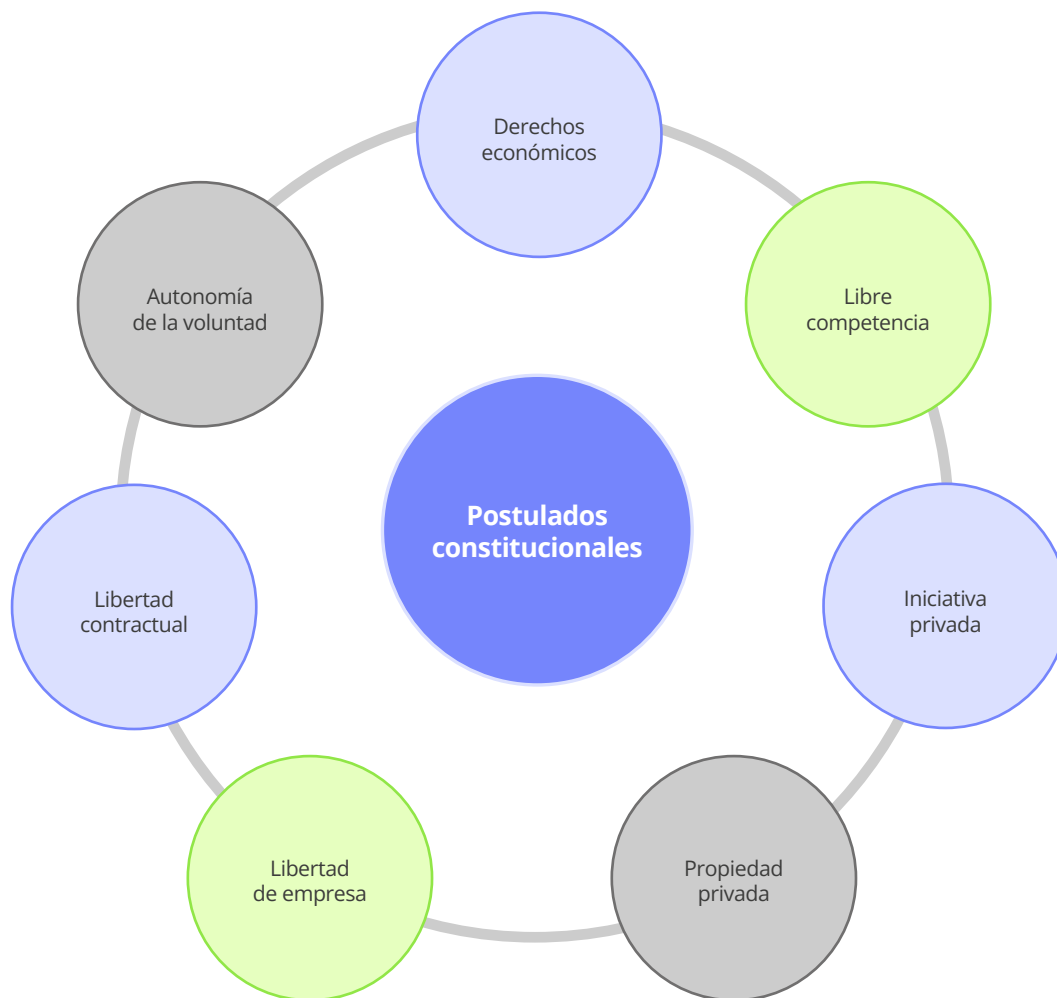 Derechos
económicos
Libre
competencia
Iniciativa
privada
Propiedad
privada
Libertad
de empresa
Libertad
contractual
Autonomía
de la voluntad
Postulados
constitucionales